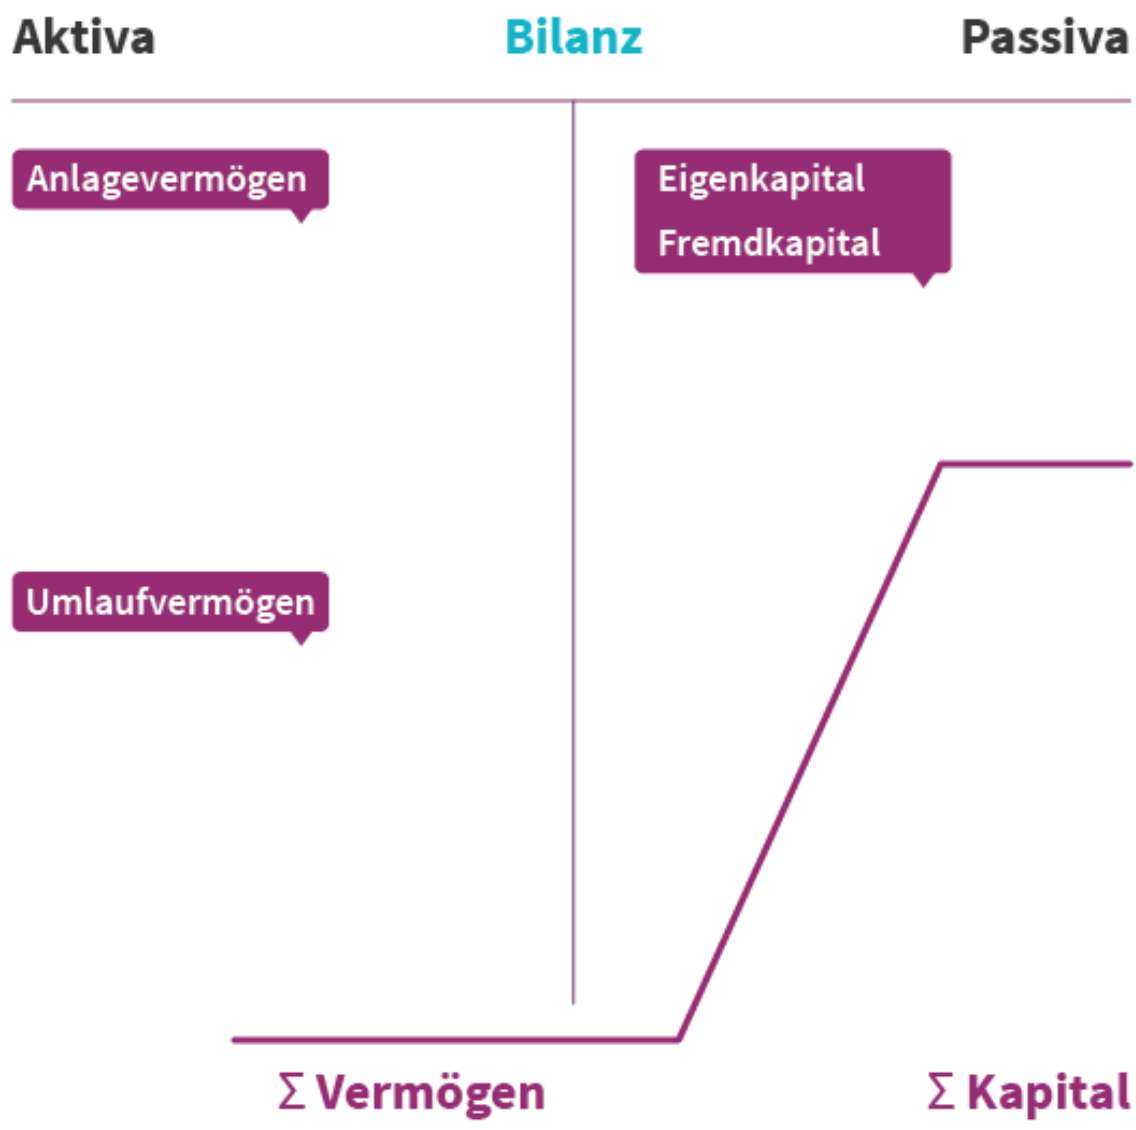 Aktiva Bilanz Passiva
Anlagevermögen
Eigenkapital
Fremdkapital
Umlaufvermögen
Σ Vermögen Σ Kapital